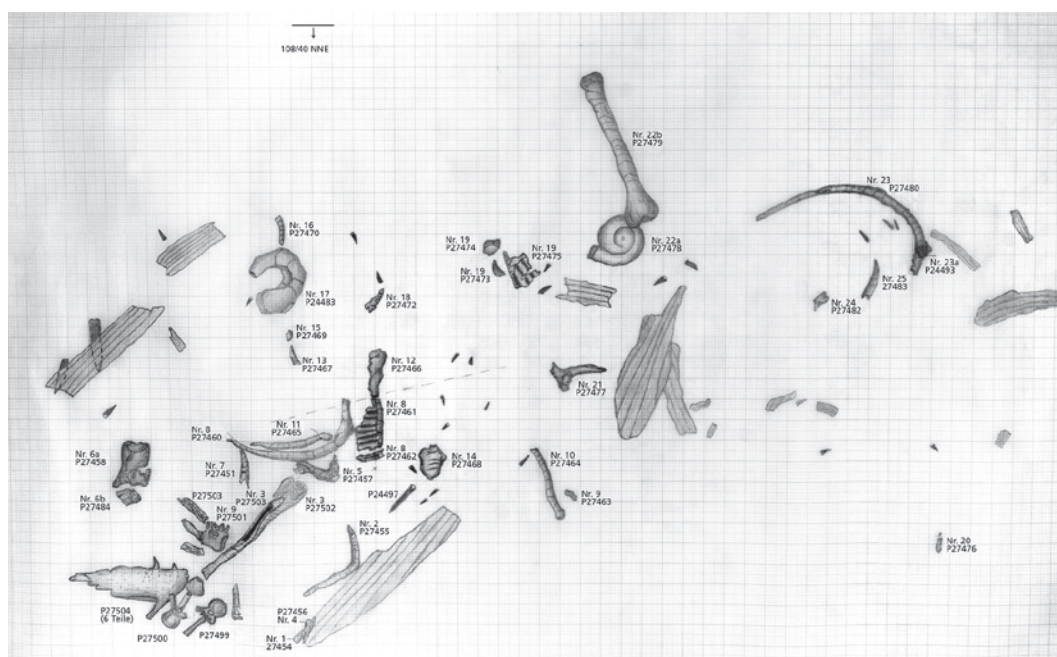 108/40 NNE
Nr. 22b
P27479
Nr. 23
P27480
Nr. 16
P27470
Nr. 19
P27474
Nr. 19
P27475
Nr. 22a
P27478
Nr. 19
P27473
Nr. 23a
P24493
Nr. 25
27483
Nr. 17
P24483
Nr. 18
P27472
Nr. 24
P27482
Nr. 15
P27469
Nr. 13
P27467
Nr. 12
P27466
Nr. 21
P27477
Nr. 8
P27461
Nr. 11
P27465
Nr. 8
P27460
Nr. 6a
P27458
Nr. 8
P27462
Nr. 14
P27468
Nr. 10
P27464
Nr. 7
P27451
Nr. 5
P27457
Nr. 6b
P27484
P27503
Nr. 3
P27503
Nr. 3
P27502
P24497
Nr. 9
P27463
Nr. 9
P27501
Nr. 2
P27455
Nr. 20
P27476
P27504
(6 Teile)
P27500
P27499
P27456
Nr. 4
Nr. 1
27454